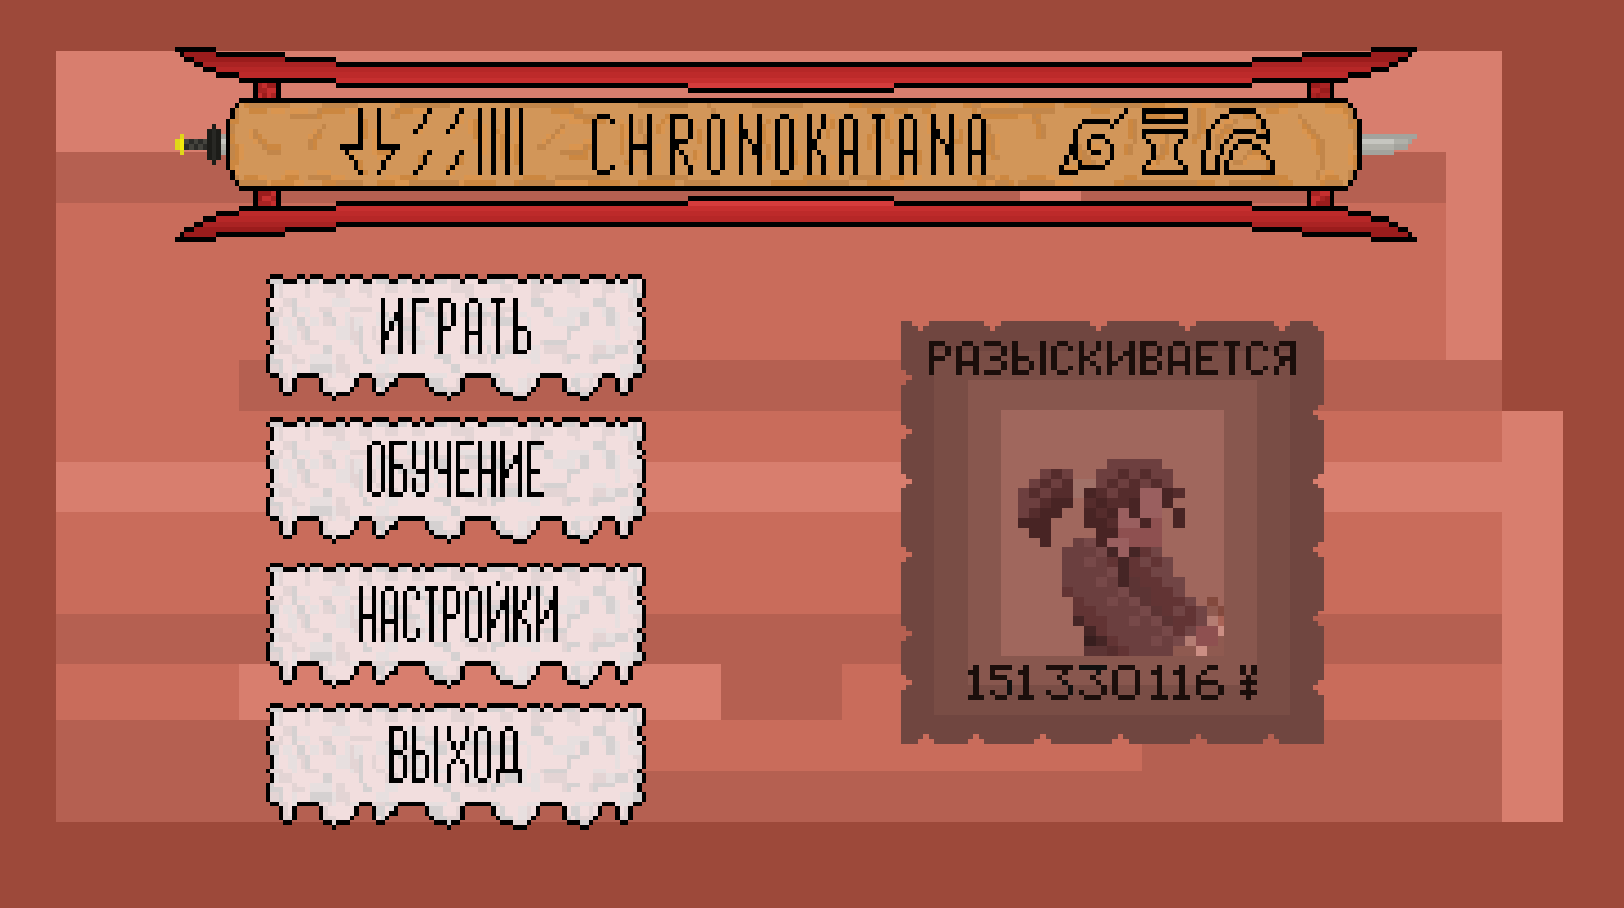 CHRONOKATANA
ИГРАТЬ
ОБУЧЕНИЕ
НАСТРОЙКИ
ВЫХОД
РАЗЫСКИВАЕТСЯ
151330116 ¥